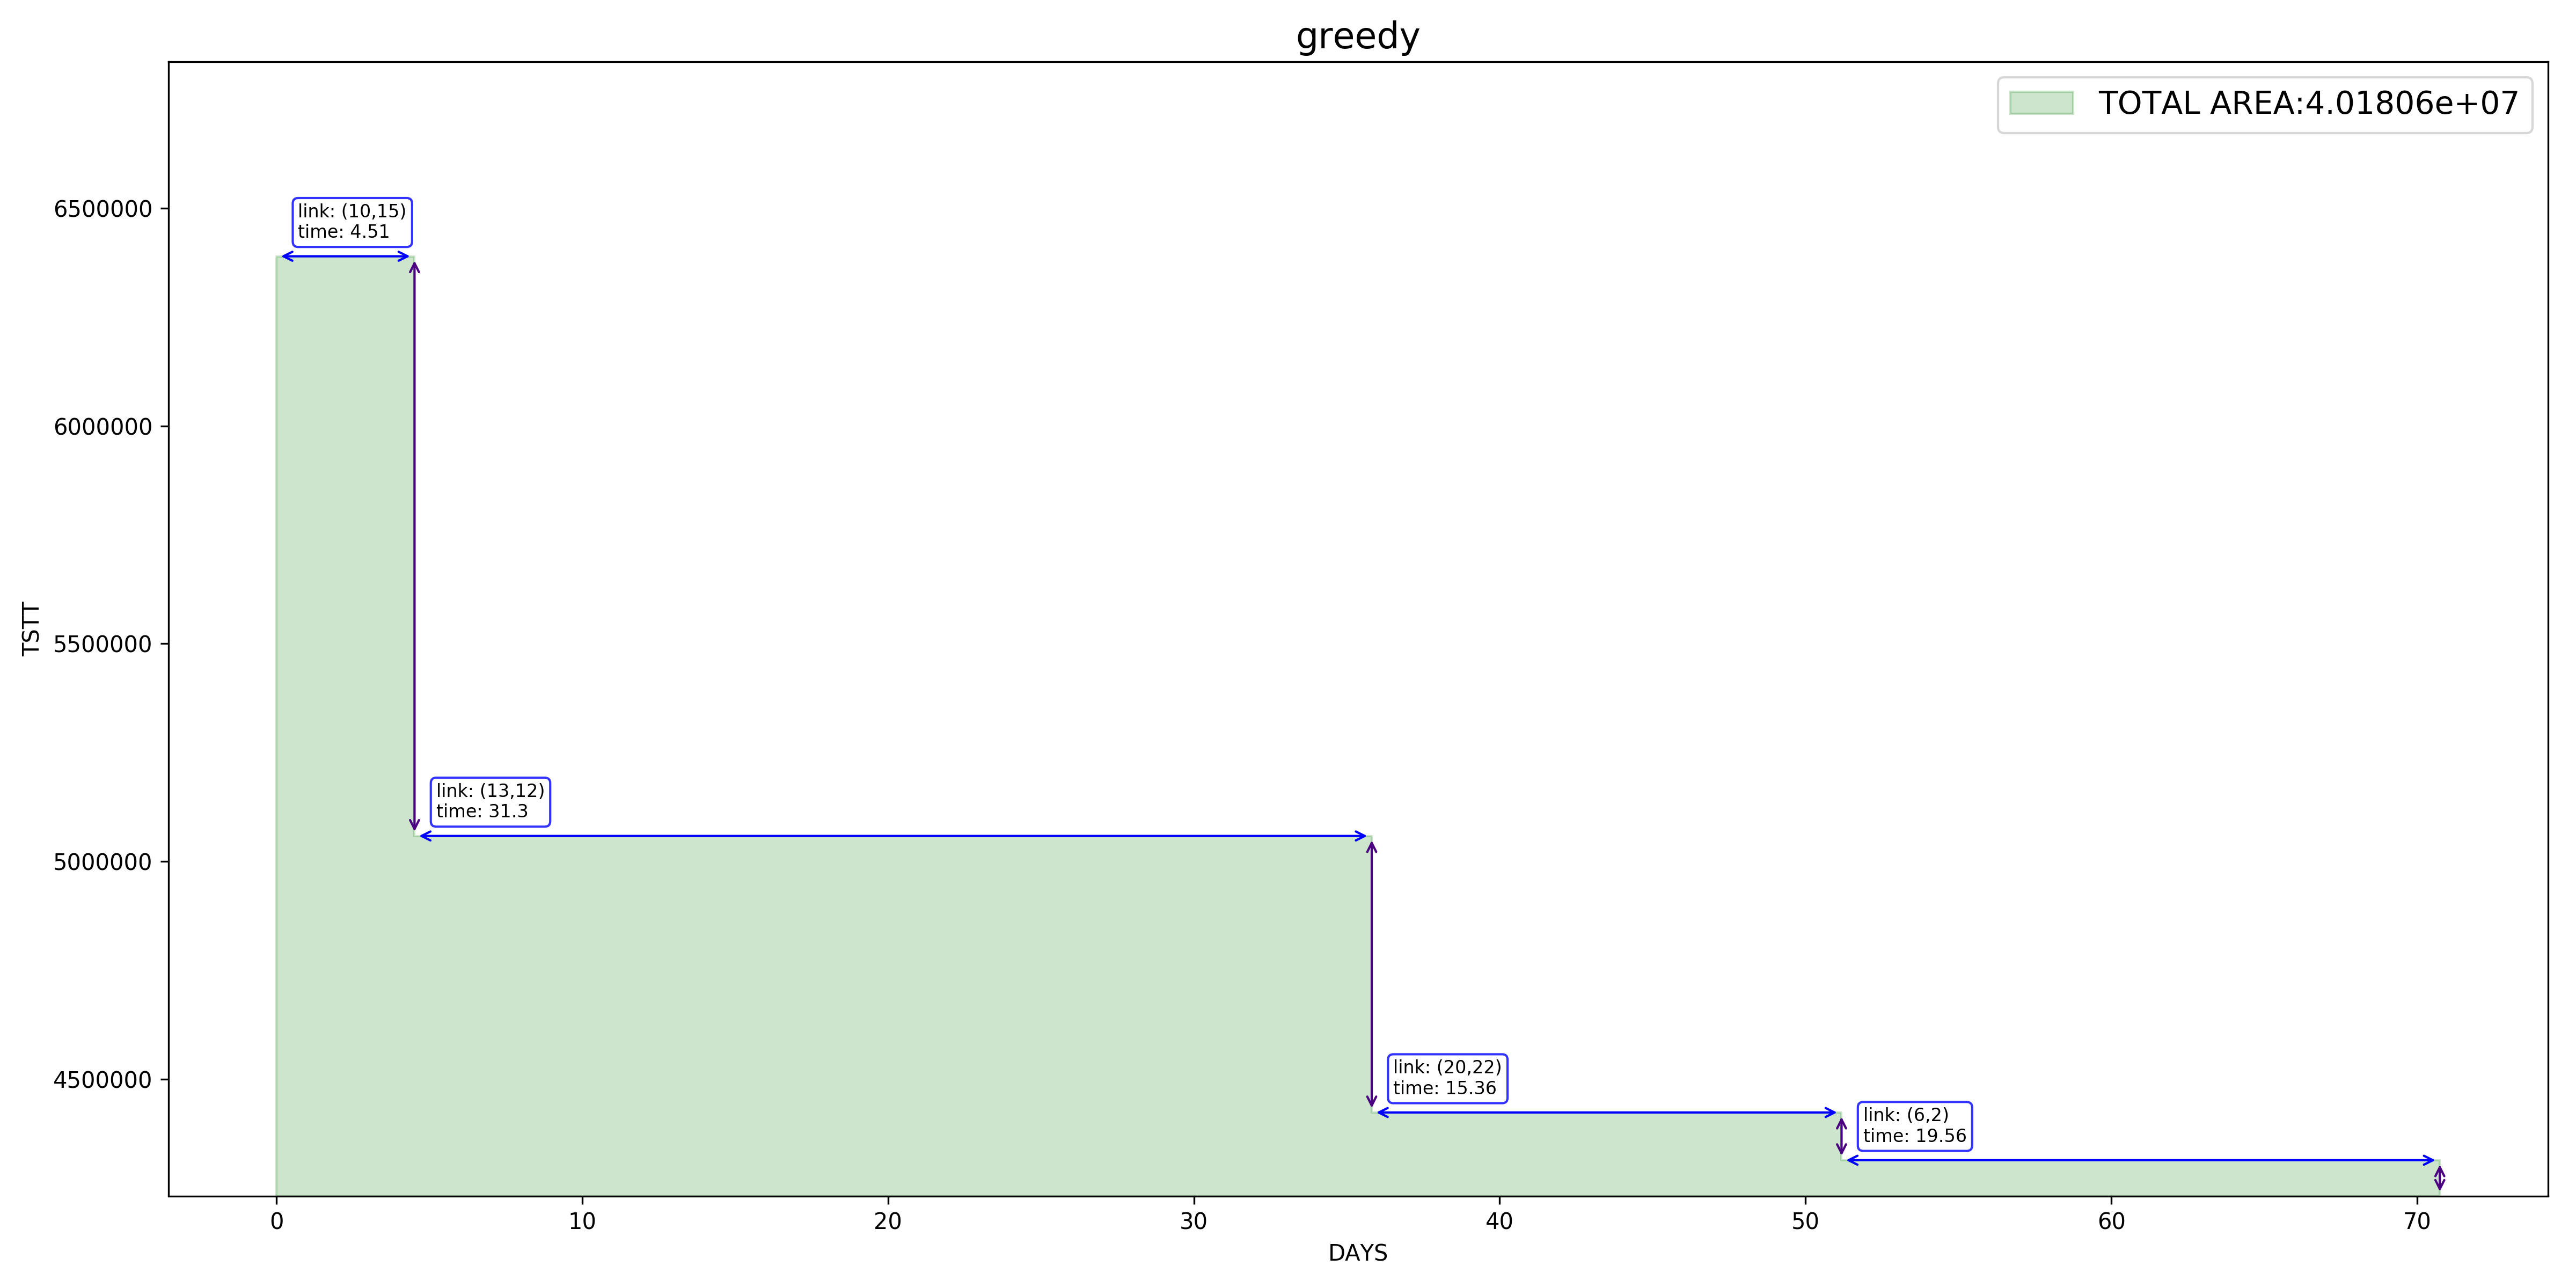 greedy
TOTAL AREA:4.01806e+07
TSTT
6500000
6000000
5500000
5000000
4500000
link: (10,15)
time: 4.51
link: (13,12)
time: 31.3
link: (20,22)
time: 15.36
link: (6,2)
time: 19.56
0
10
20
30
40
50
60
70
DAYS